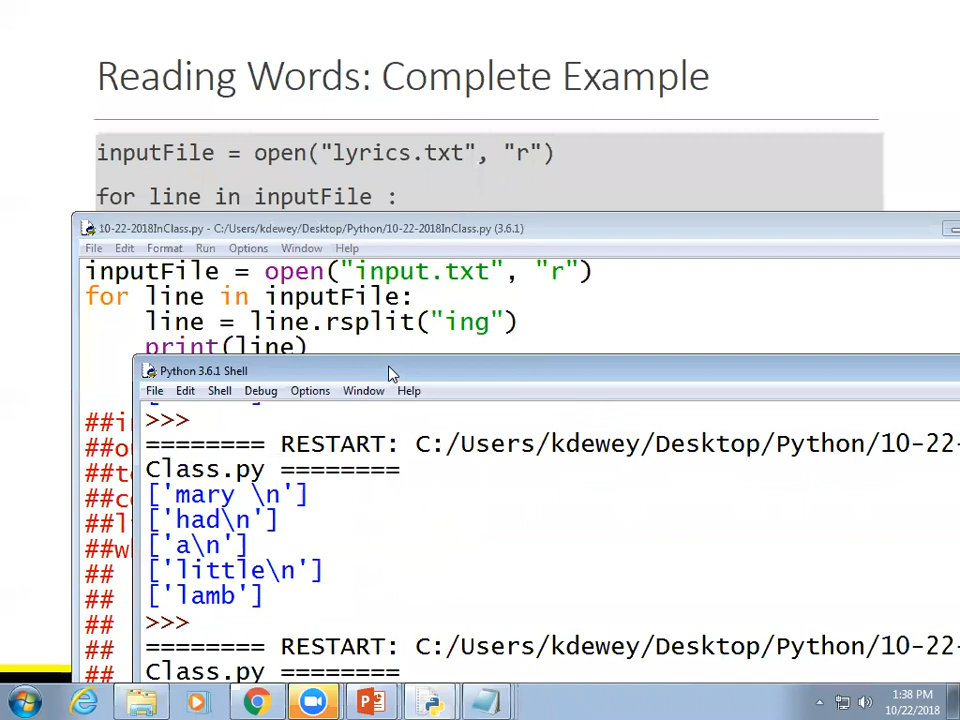 Reading Words: Complete Example
inputFile = open("lyrics.txt", "r")
for line in inputFile :
10-22-2018InClass.py - C:/Users/kdewey/Desktop/Python/10-22-2018InClass.py (3.6.1)
File Edit Format Run Options Window Help
inputFile = open("input.txt", "r")
for line in inputFile:
line = line.rsplit("ing")
print(line)
Python 3.6.1 Shell
File Edit Shell Debug Options Window Help
>>>
======== RESTART: C:/Users/kdewey/Desktop/Python/10-22-
Class.py ========
['mary \n']
['had\n']
['a\n']
['little\n']
['lamb']
>>>
======== RESTART: C:/Users/kdewey/Desktop/Python/10-22-
Class.py ========
##
##
##
##
##
1:38 PM
10/22/2018